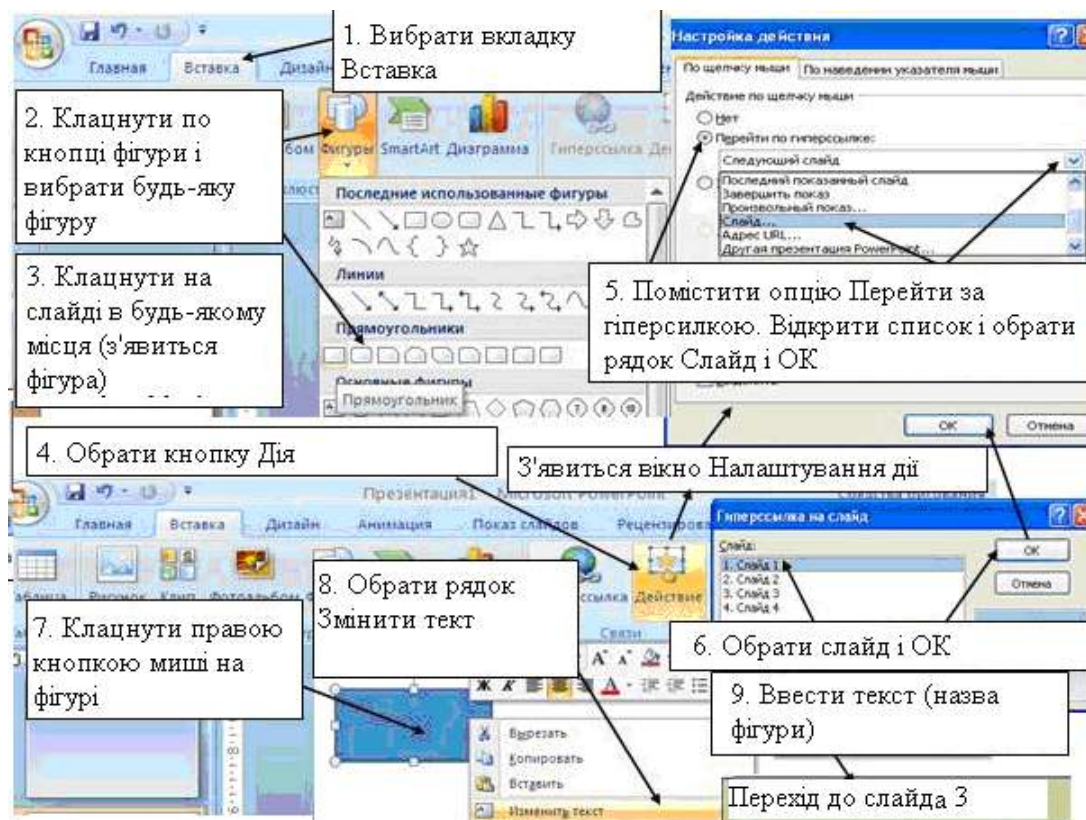 1. Вибрати вкладку
Вставка
Главная Вставка
2. Клацнути по
кнопці фігури і
вибрати будь-яку
фігуру
Фигуры SmartArt Диаграмма Гиперссылка
Последние использованные фигуры
Линии
Прямоугольники
Основные фигуры
Прямоугольник
3. Клацнути на
слайді в будь-якому
місця (з'явиться
фігура)
Настройка действия
По щелчку мыши По наведении указателя мыши
Действие по щелчку мыши
Нет
Перейти по гиперссылке:
Следующий слайд
Последний показанный слайд
Завершить показ
Произвольный показ...
Слайд...
Адрес URL...
Другая презентация PowerPoint...
5. Помістити опцію Перейти за
гіперсилкою. Відкрити список і обрати
рядок Слайд і ОК
ОК Отмена
4. Обрати кнопку Дія
З'явиться вікно Налаштування дії
Презентация1 - Microsoft PowerPoint
Главная Вставка Дизайн Анимация Показ слайдов
Рисунок Клип Действие
Связи
8. Обрати рядок
Змінити тект
7. Клацнути правою
кнопкою миші на
фігурі
Гиперссылка на слайд
Слайд:
1. Слайд 1
2. Слайд 2
3. Слайд 3
4. Слайд 4
ОК
Отмена
6. Обрати слайд і ОК
9. Ввести текст (назва
фігури)
Вырезать
Копировать
Вставить
Изменить текст
Перехід до слайда 3